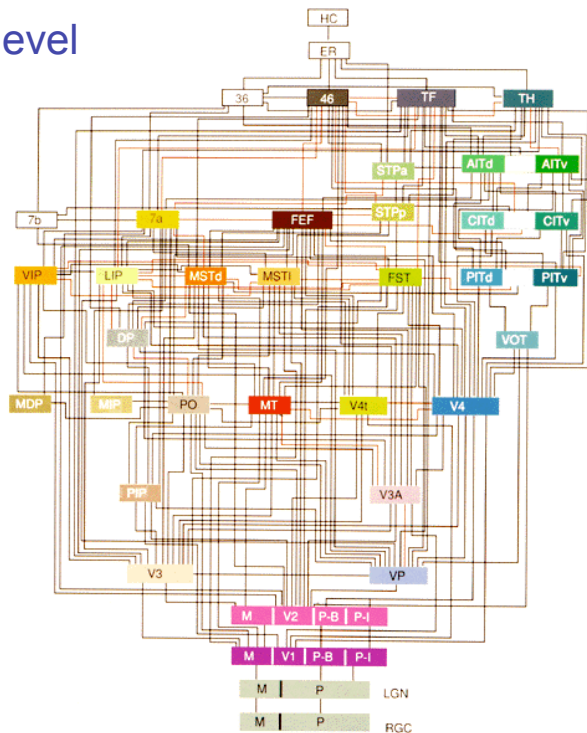 evel
HC
ER
36 46 TF TH
STPa AITd AITv
7b 7a FEF STPp CITd CITv
VIP LIP MSTd MSTl FST PITd PITv
DP VOT
MDP MIP PO MT V4t V4
PIP V3A
V3 VP
M V2 P-B P-I
M V1 P-B P-I
M P LGN
M P RGC